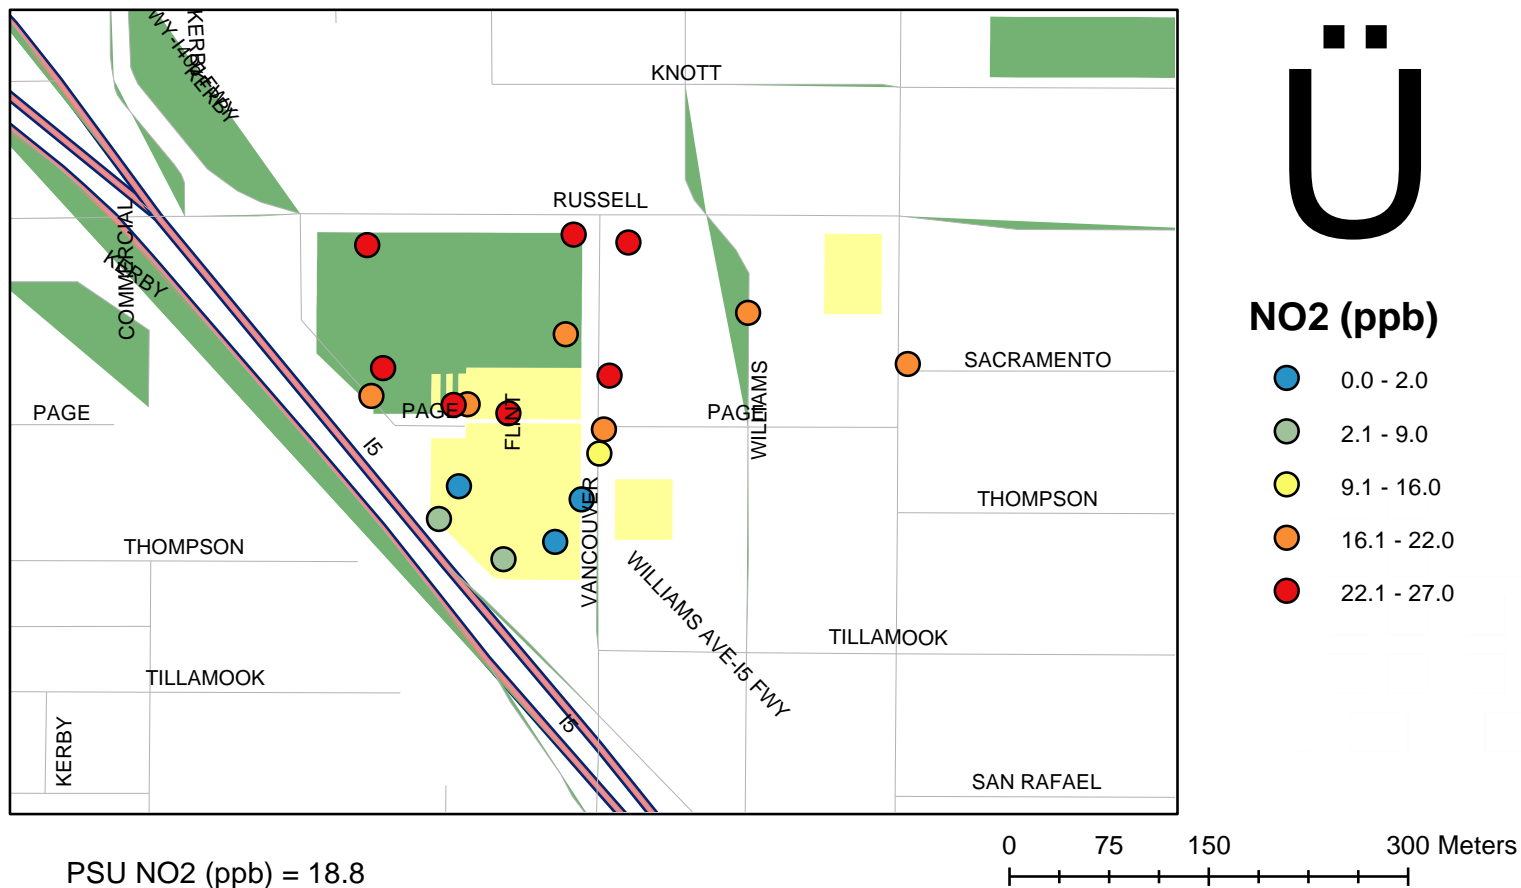 KERBY
KNOTT
KERBY
RUSSELL
COMMERCIAL
KERBY
SACRAMENTO
WILLIAMS
PAGE
PAGE
FLINT
PAGE
I5
THOMPSON
VANCOUVER
THOMPSON
WILLIAMS AVE-I5 FWY
TILLAMOOK
TILLAMOOK
I5
KERBY
SAN RAFAEL
Ü
NO2 (ppb)
0.0 - 2.0
2.1 - 9.0
9.1 - 16.0
16.1 - 22.0
22.1 - 27.0
0 75 150 300 Meters
PSU NO2 (ppb) = 18.8